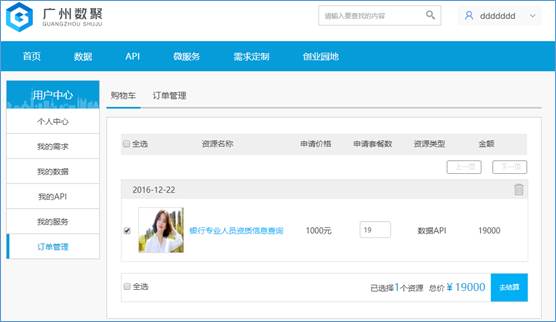 广州数聚
GUANGZHOU SHUJU
请输入要查找的内容
ddddddd
首页 数据 API 微服务 需求定制 创业园地
用户中心
个人中心
我的需求
我的数据
我的API
我的服务
订单管理
购物车 订单管理
全选 资源名称 申请价格 申请套餐数 资源类型 金额
上一页 下一页
2016-12-22
银行专业人员资质信息查询 1000元 19 数据API 19000
全选 已选择1个资源 总价 ¥ 19000 去结算